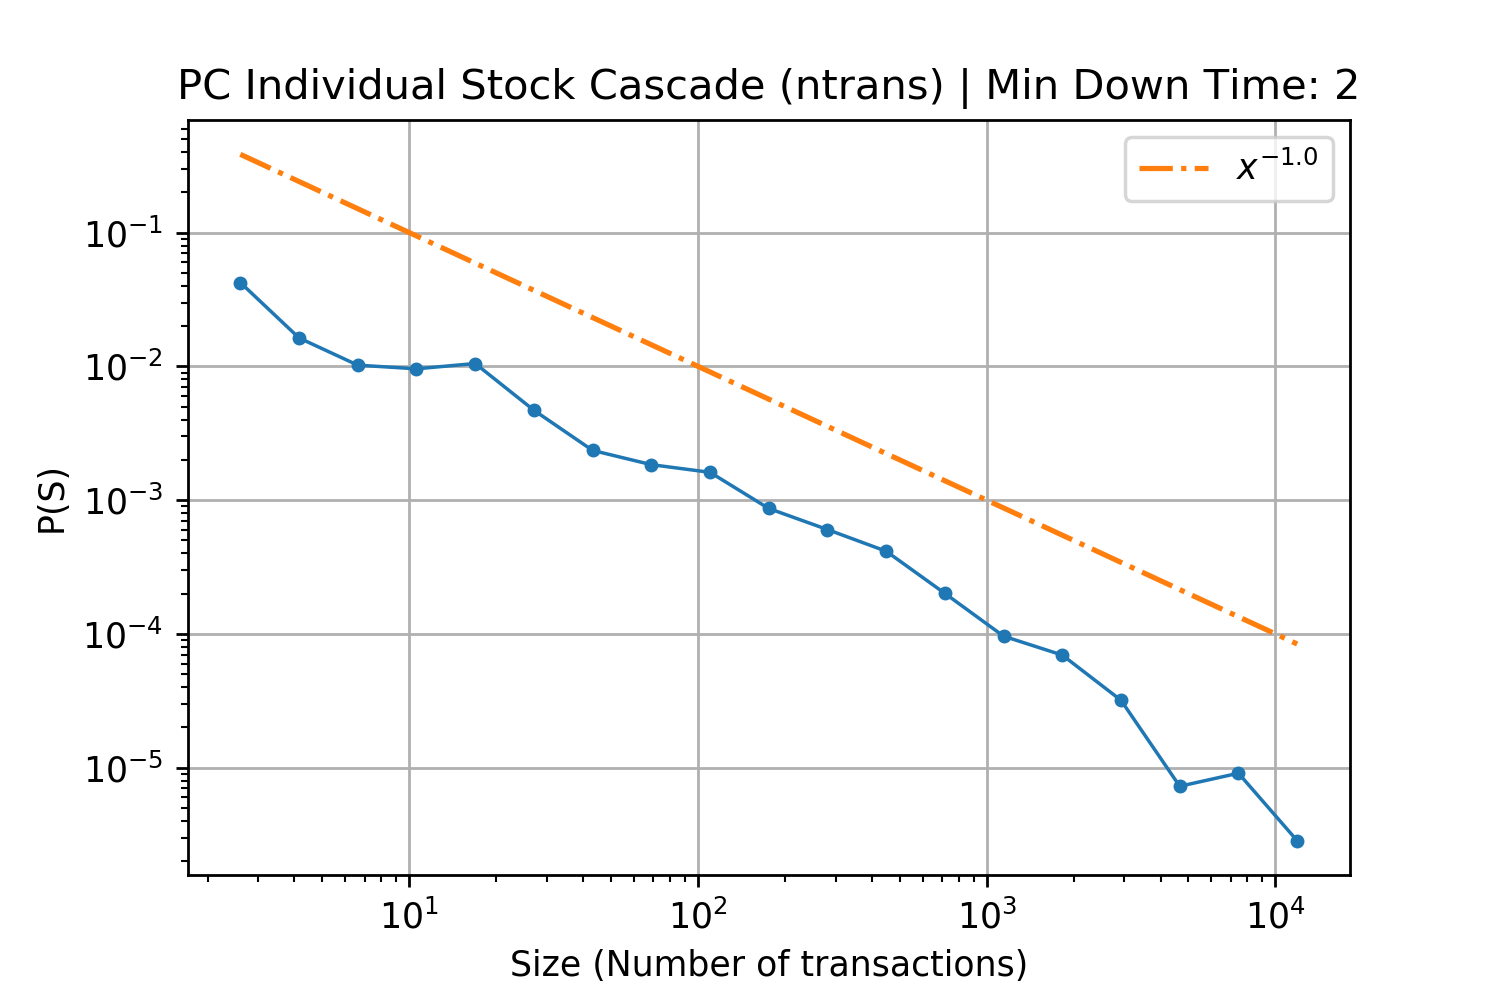 PC Individual Stock Cascade (ntrans) | Min Down Time: 2
x^{-1.0}
10^{-1}
10^{-2}
10^{-3}
10^{-4}
10^{-5}
P(S)
10^1 10^2 10^3 10^4
Size (Number of transactions)